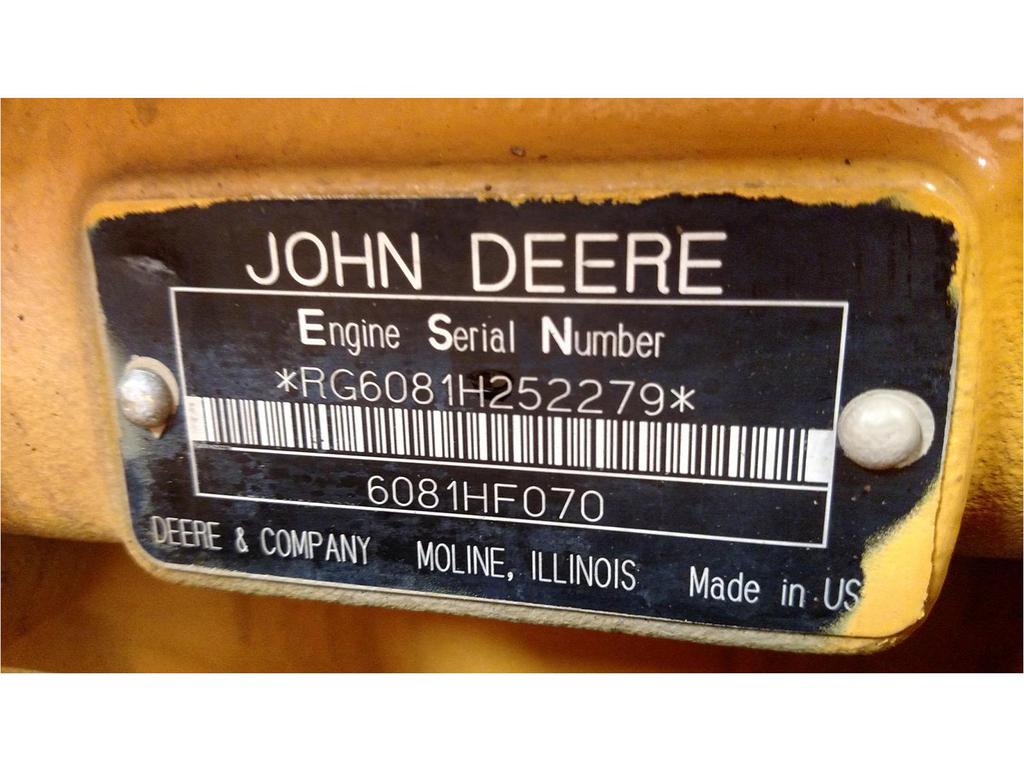 JOHN DEERE
Engine Serial Number
*RG6081H252279*
6081HF070
DEERE & COMPANY MOLINE, ILLINOIS Made in US